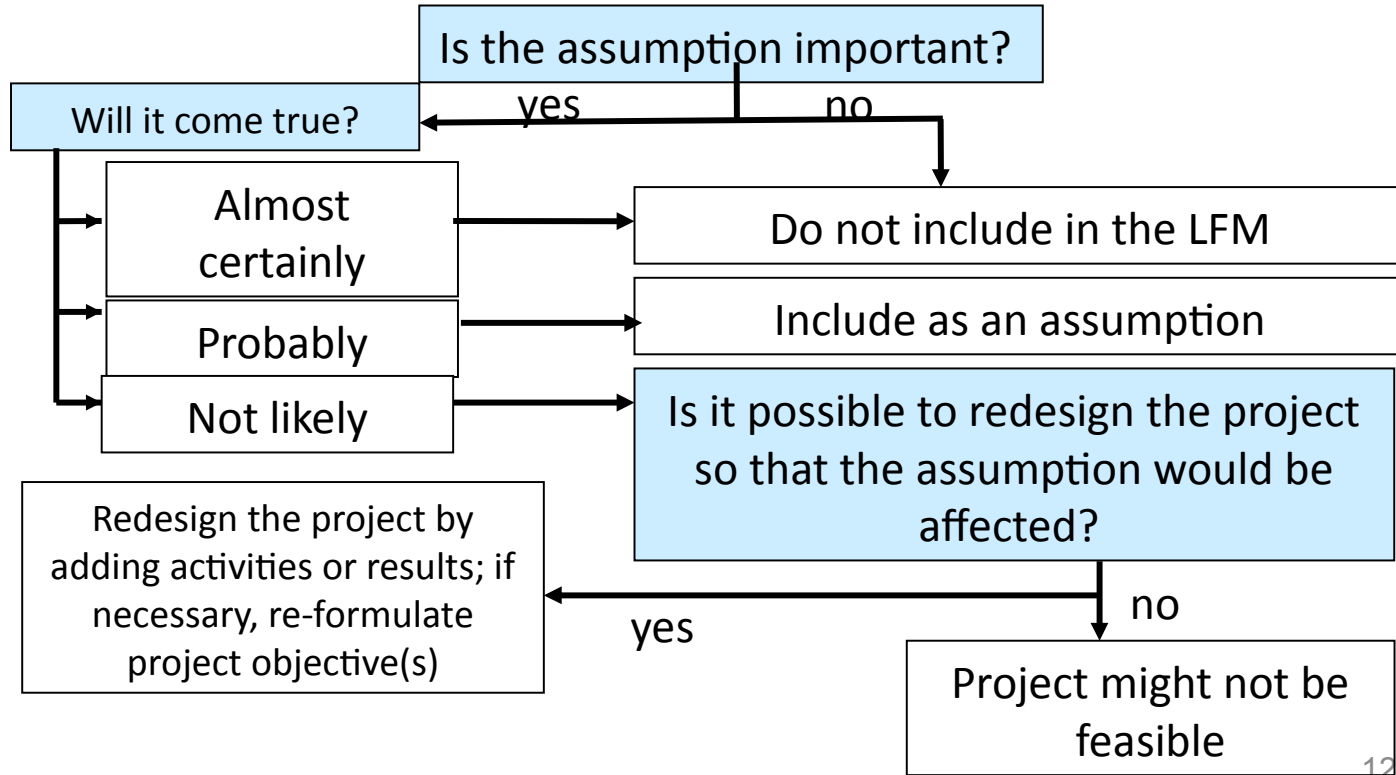 Is the assumption important?
yes
no
Will it come true?
Almost
certainly
Do not include in the LFM
Probably
Include as an assumption
Not likely
Is it possible to redesign the project
so that the assumption would be
affected?
Redesign the project by
adding activities or results; if
necessary, re-formulate
project objective(s)
yes
no
Project might not be
feasible
12